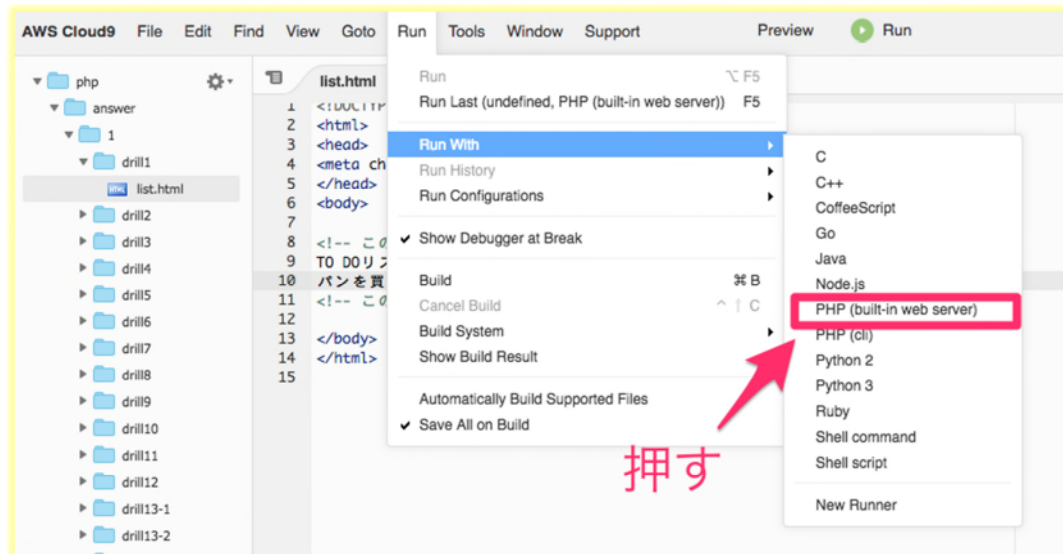 AWS Cloud9 File Edit Find View Goto Run Tools Window Support Preview Run
php
answer
1
drill1
list.html
drill2
drill3
drill4
drill5
drill6
drill7
drill8
drill9
drill10
drill11
drill12
drill13-1
drill13-2
list.html
1 <!DOCTYP
2 <html>
3 <head>
4 <meta ch
5 </head>
6 <body>
7
8 <!-- この
9 TO DOリス
10 パンを買
11 <!-- この
12
13 </body>
14 </html>
15
Run ⌥ F5
Run Last (undefined, PHP (built-in web server)) F5
Run With
Run History
Run Configurations
Show Debugger at Break
Build ⌘ B
Cancel Build ^ ⇧ C
Build System
Show Build Result
Automatically Build Supported Files
Save All on Build
C
C++
CoffeeScript
Go
Java
Node.js
PHP (built-in web server)
PHP (cli)
Python 2
Python 3
Ruby
Shell command
Shell script
New Runner
押す